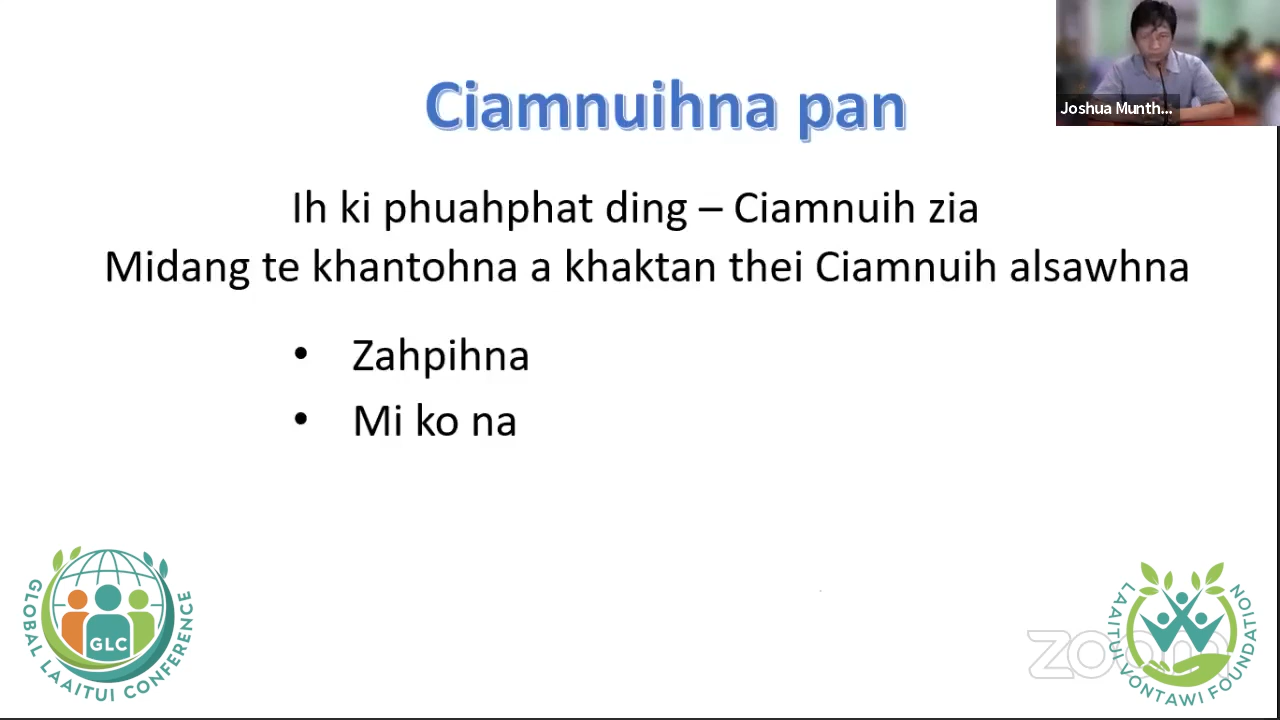 Joshua Munth...
Ciamnuihna pan
Ih ki phuahphat ding – Ciamnuih zia
Midang te khantohna a khaktan thei Ciamnuih alsawhna
• Zahpihna
• Mi ko na
GLC
GLOBAL LAAITUI CONFERENCE
zoom
LAAITUI VONTAWI FOUNDATION